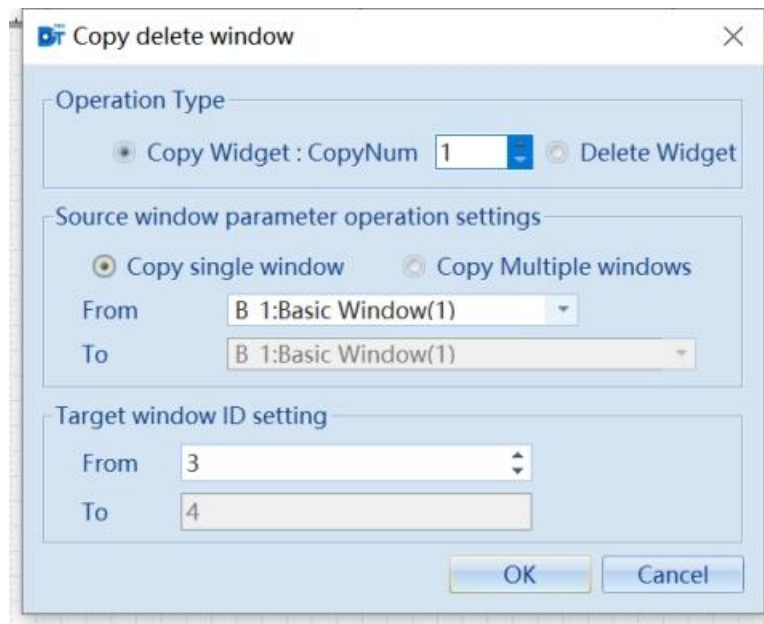 DT Copy delete window
Operation Type
Copy Widget : CopyNum 1 Delete Widget
Source window parameter operation settings
Copy single window Copy Multiple windows
From B 1:Basic Window(1)
To B 1:Basic Window(1)
Target window ID setting
From 3
To 4
OK Cancel